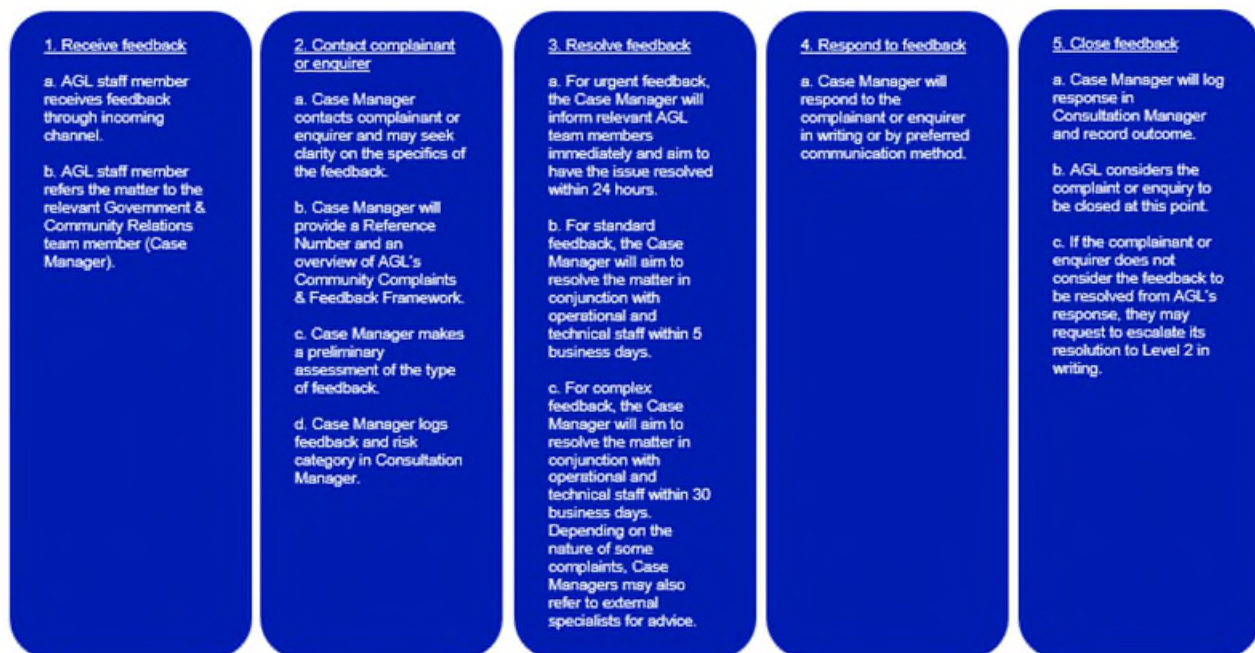 1. Receive feedback
a. AGL staff member
receives feedback
through incoming
channel.
b. AGL staff member
refers the matter to the
relevant Government &
Community Relations
team member (Case
Manager).
2. Contact complainant
or enquirer
a. Case Manager
contacts complainant or
enquirer and may seek
clarity on the specifics of
the feedback.
b. Case Manager will
provide a Reference
Number and an
overview of AGL's
Community Complaints
& Feedback Framework.
c. Case Manager makes
a preliminary
assessment of the type
of feedback.
d. Case Manager logs
feedback and risk
category in Consultation
Manager.
3. Resolve feedback
a. For urgent feedback,
the Case Manager will
inform relevant AGL
team members
immediately and aim to
have the issue resolved
within 24 hours.
b. For standard
feedback, the Case
Manager will aim to
resolve the matter in
conjunction with
operational and
technical staff within 5
business days.
c. For complex
feedback, the Case
Manager will aim to
resolve the matter in
conjunction with
operational and
technical staff within 30
business days.
Depending on the
nature of some
complaints, Case
Managers may also
refer to external
specialists for advice.
4. Respond to feedback
a. Case Manager will
respond to the
complainant or enquirer
in writing or by preferred
communication method.
5. Close feedback
a. Case Manager will log
response in
Consultation Manager
and record outcome.
b. AGL considers the
complaint or enquiry to
be closed at this point.
c. If the complainant or
enquirer does not
consider the feedback to
be resolved from AGL's
response, they may
request to escalate its
resolution to Level 2 in
writing.